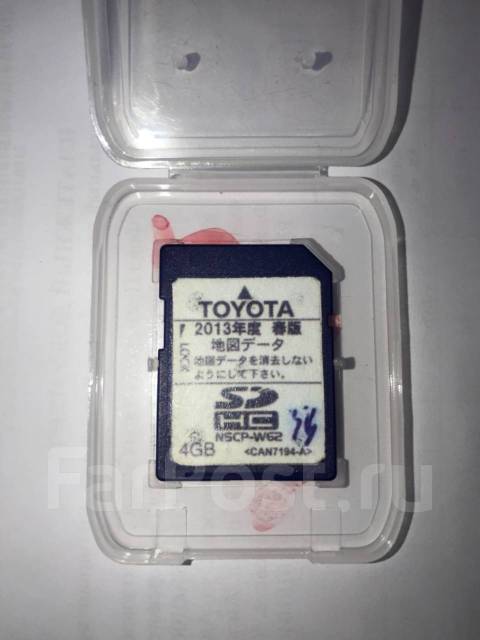 TOYOTA
2013年度 春版
地図データ
LOCK
地図データを消去しない
ようにして下さい。
SD
HC
NSCP-W62
4GB
<CAN7194-A>
FarPost.ru